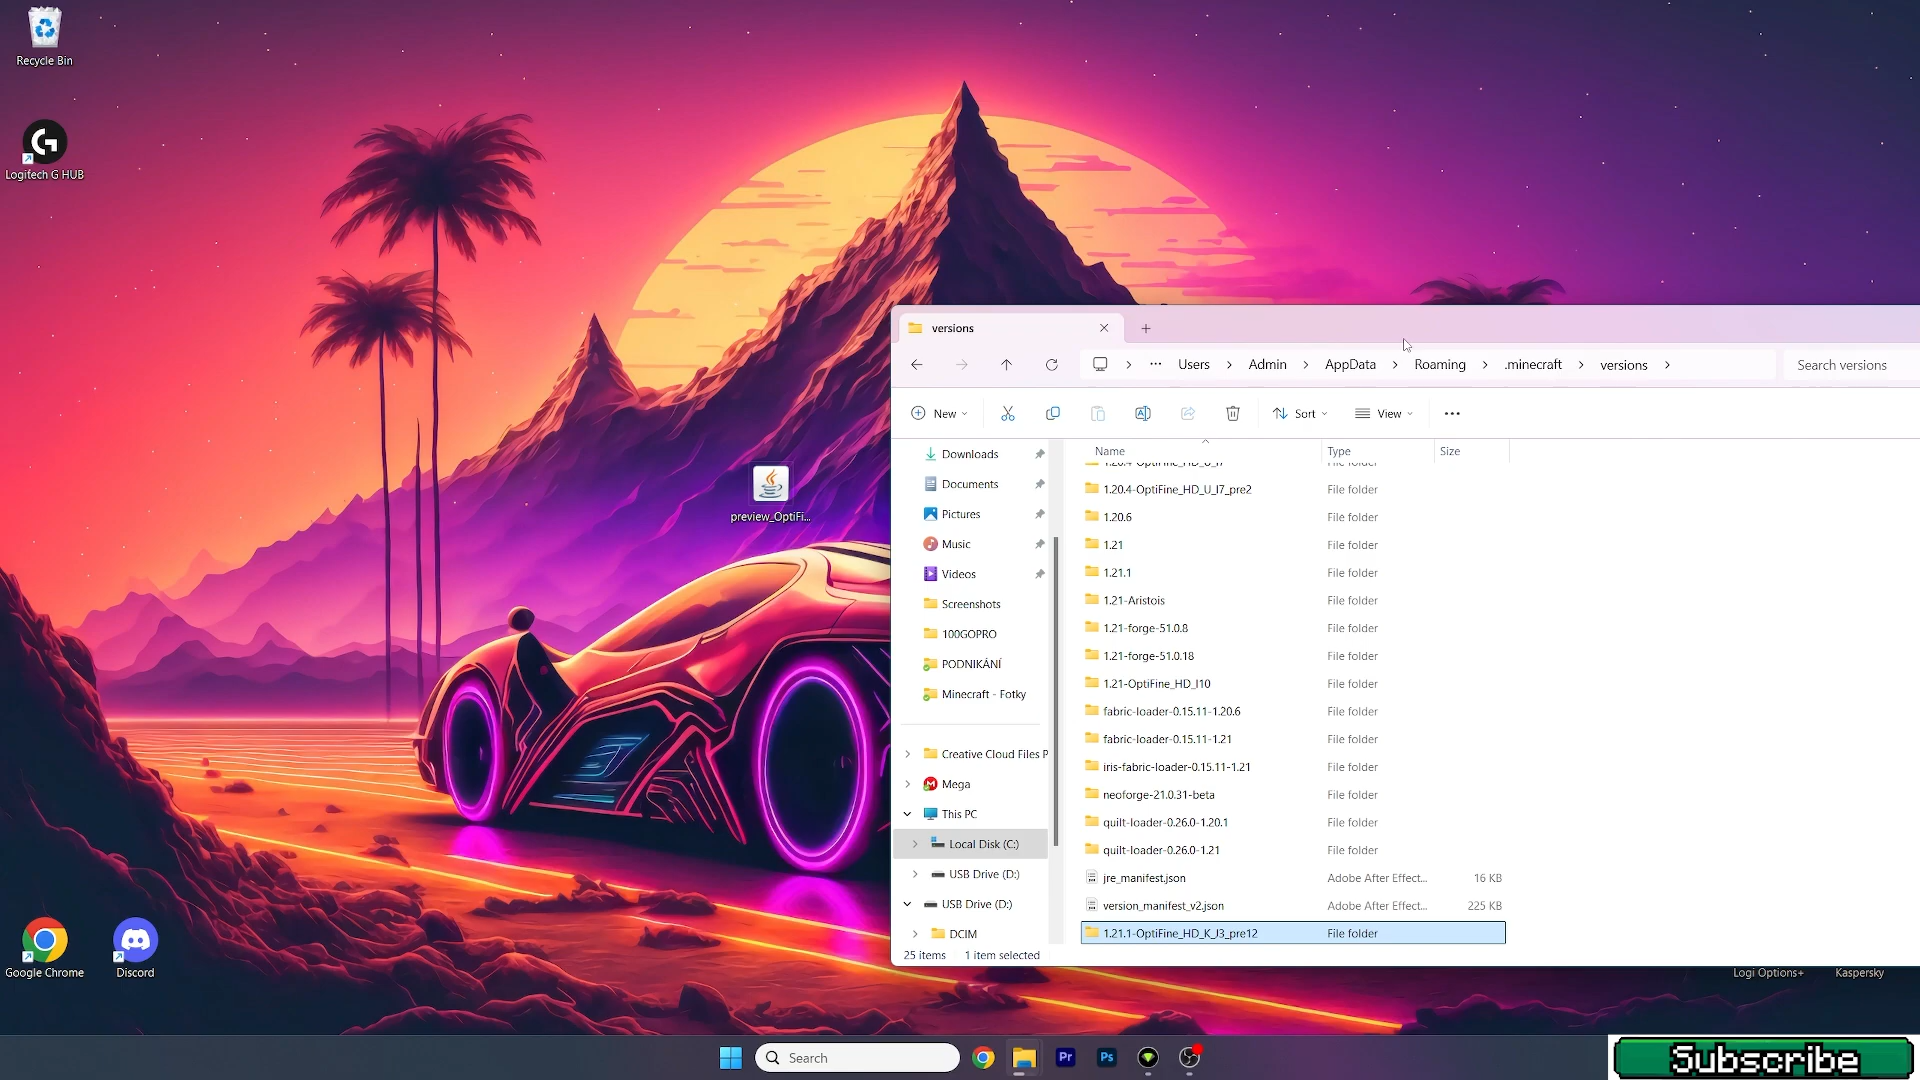 Recycle Bin
Logitech G HUB
preview_OptiFi...
Google Chrome
Discord
versions
Users
Admin
AppData
Roaming
.minecraft
versions
Search versions
New
Sort
View
...
Downloads
Documents
Pictures
Music
Videos
Screenshots
100GOPRO
PODNIKÁNÍ
Minecraft - Fotky
Creative Cloud Files P
Mega
This PC
Local Disk (C:)
USB Drive (D:)
USB Drive (D:)
DCIM
Name Type Size
1.20.4-OptiFine_HD_U_I7 File folder
1.20.4-OptiFine_HD_U_I7_pre2 File folder
1.20.6 File folder
1.21 File folder
1.21.1 File folder
1.21-Aristois File folder
1.21-forge-51.0.8 File folder
1.21-forge-51.0.18 File folder
1.21-OptiFine_HD_I10 File folder
fabric-loader-0.15.11-1.20.6 File folder
fabric-loader-0.15.11-1.21 File folder
iris-fabric-loader-0.15.11-1.21 File folder
neoforge-21.0.31-beta File folder
quilt-loader-0.26.0-1.20.1 File folder
quilt-loader-0.26.0-1.21 File folder
jre_manifest.json Adobe After Effect... 16 KB
version_manifest_v2.json Adobe After Effect... 225 KB
1.21.1-OptiFine_HD_K_J3_pre12 File folder
25 items 1 item selected
Logi Options+
Kaspersky
Search
Pr
Ps
Subscribe